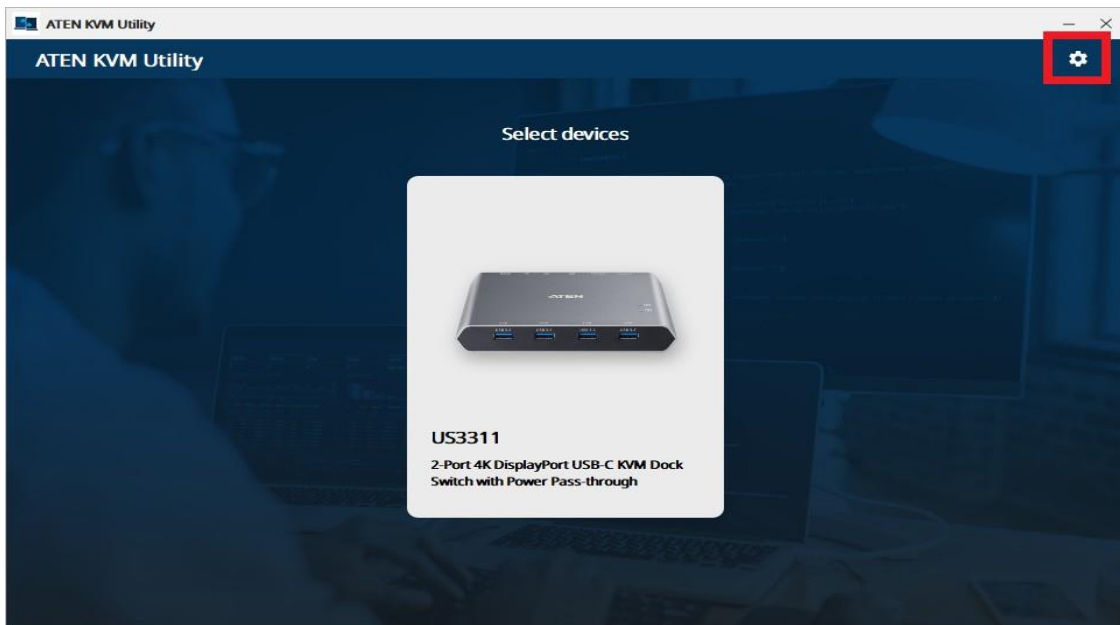 ATEN KVM Utility
ATEN KVM Utility
Select devices
ATEN
US3311
2-Port 4K DisplayPort USB-C KVM Dock
Switch with Power Pass-through